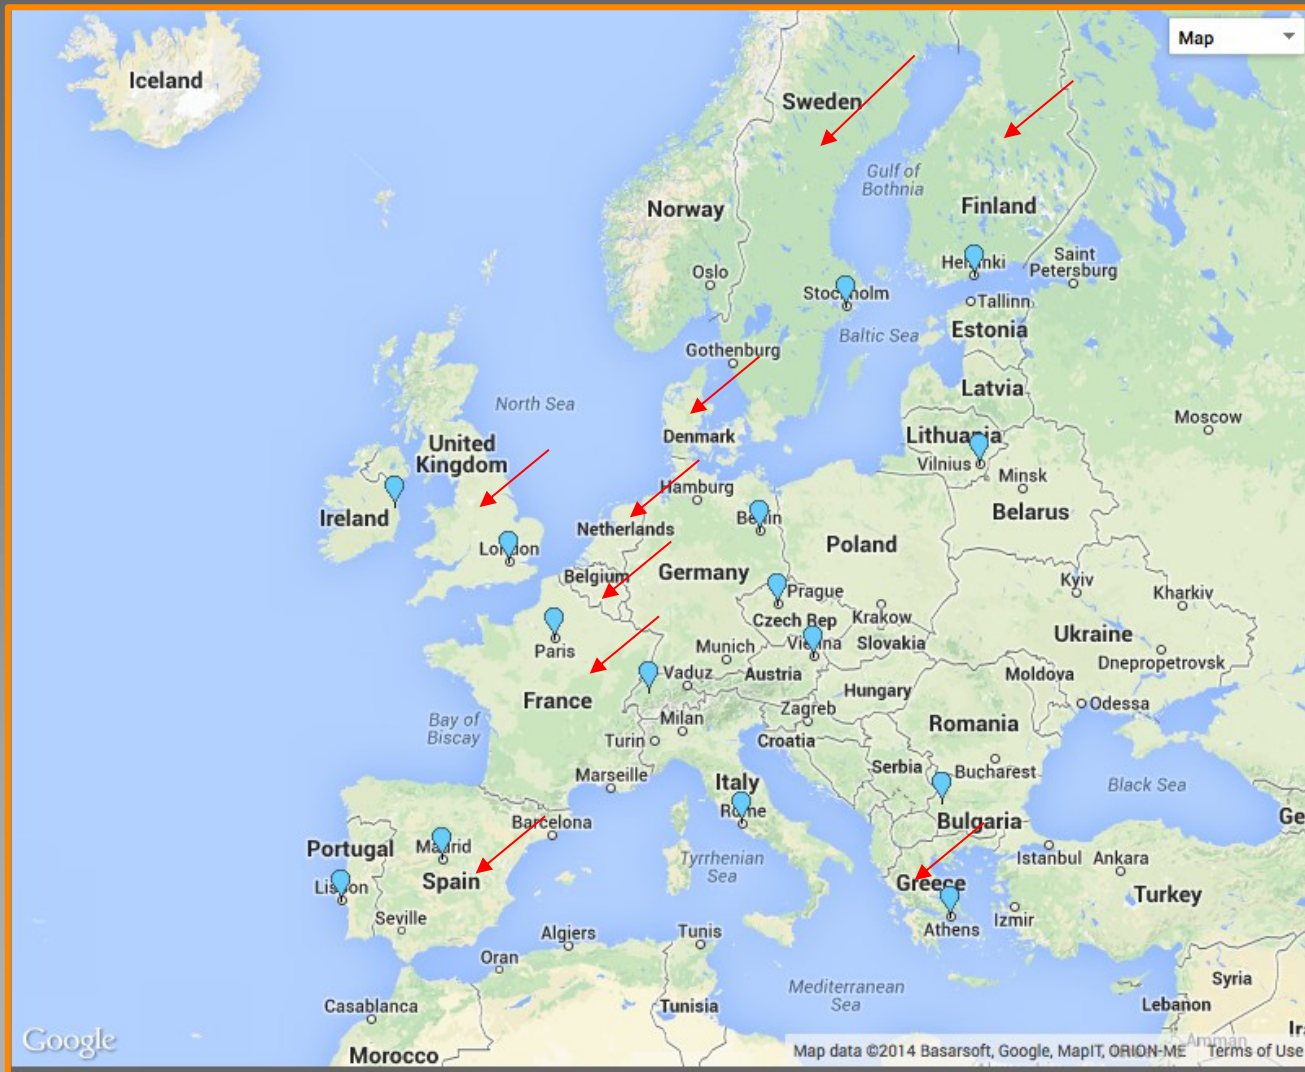 Map
Iceland
Sweden
Gulf of
Bothnia
Finland
Norway
Oslo
Helsinki
Saint
Petersburg
Stockholm
Tallinn
Baltic Sea
Estonia
Gothenburg
North Sea
Latvia
Moscow
Denmark
Lithuania
United
Kingdom
Vilnius
Minsk
Hamburg
Ireland
Belarus
Netherlands
Berlin
London
Poland
Belgium
Germany
Kyiv
Kharkiv
Prague
Czech Rep
Krakow
Ukraine
Paris
Munich
Vienna
Slovakia
Dnepropetrovsk
Vaduz
Austria
Moldova
France
Hungary
Odessa
Zagreb
Milan
Bay of
Biscay
Romania
Turin
Croatia
Serbia
Bucharest
Marseille
Italy
Black Sea
Rome
Barcelona
Bulgaria
Ge
Portugal
Madrid
Tyrrhenian
Sea
Istanbul
Ankara
Spain
Greece
Lisbon
Turkey
Seville
Athens
Izmir
Algiers
Tunis
Oran
Syria
Mediterranean
Sea
Casablanca
Tunisia
Lebanon
Ir
Google
Morocco
Amman
Map data ©2014 Basarsoft, Google, MapIT, ORION-ME
Terms of Use